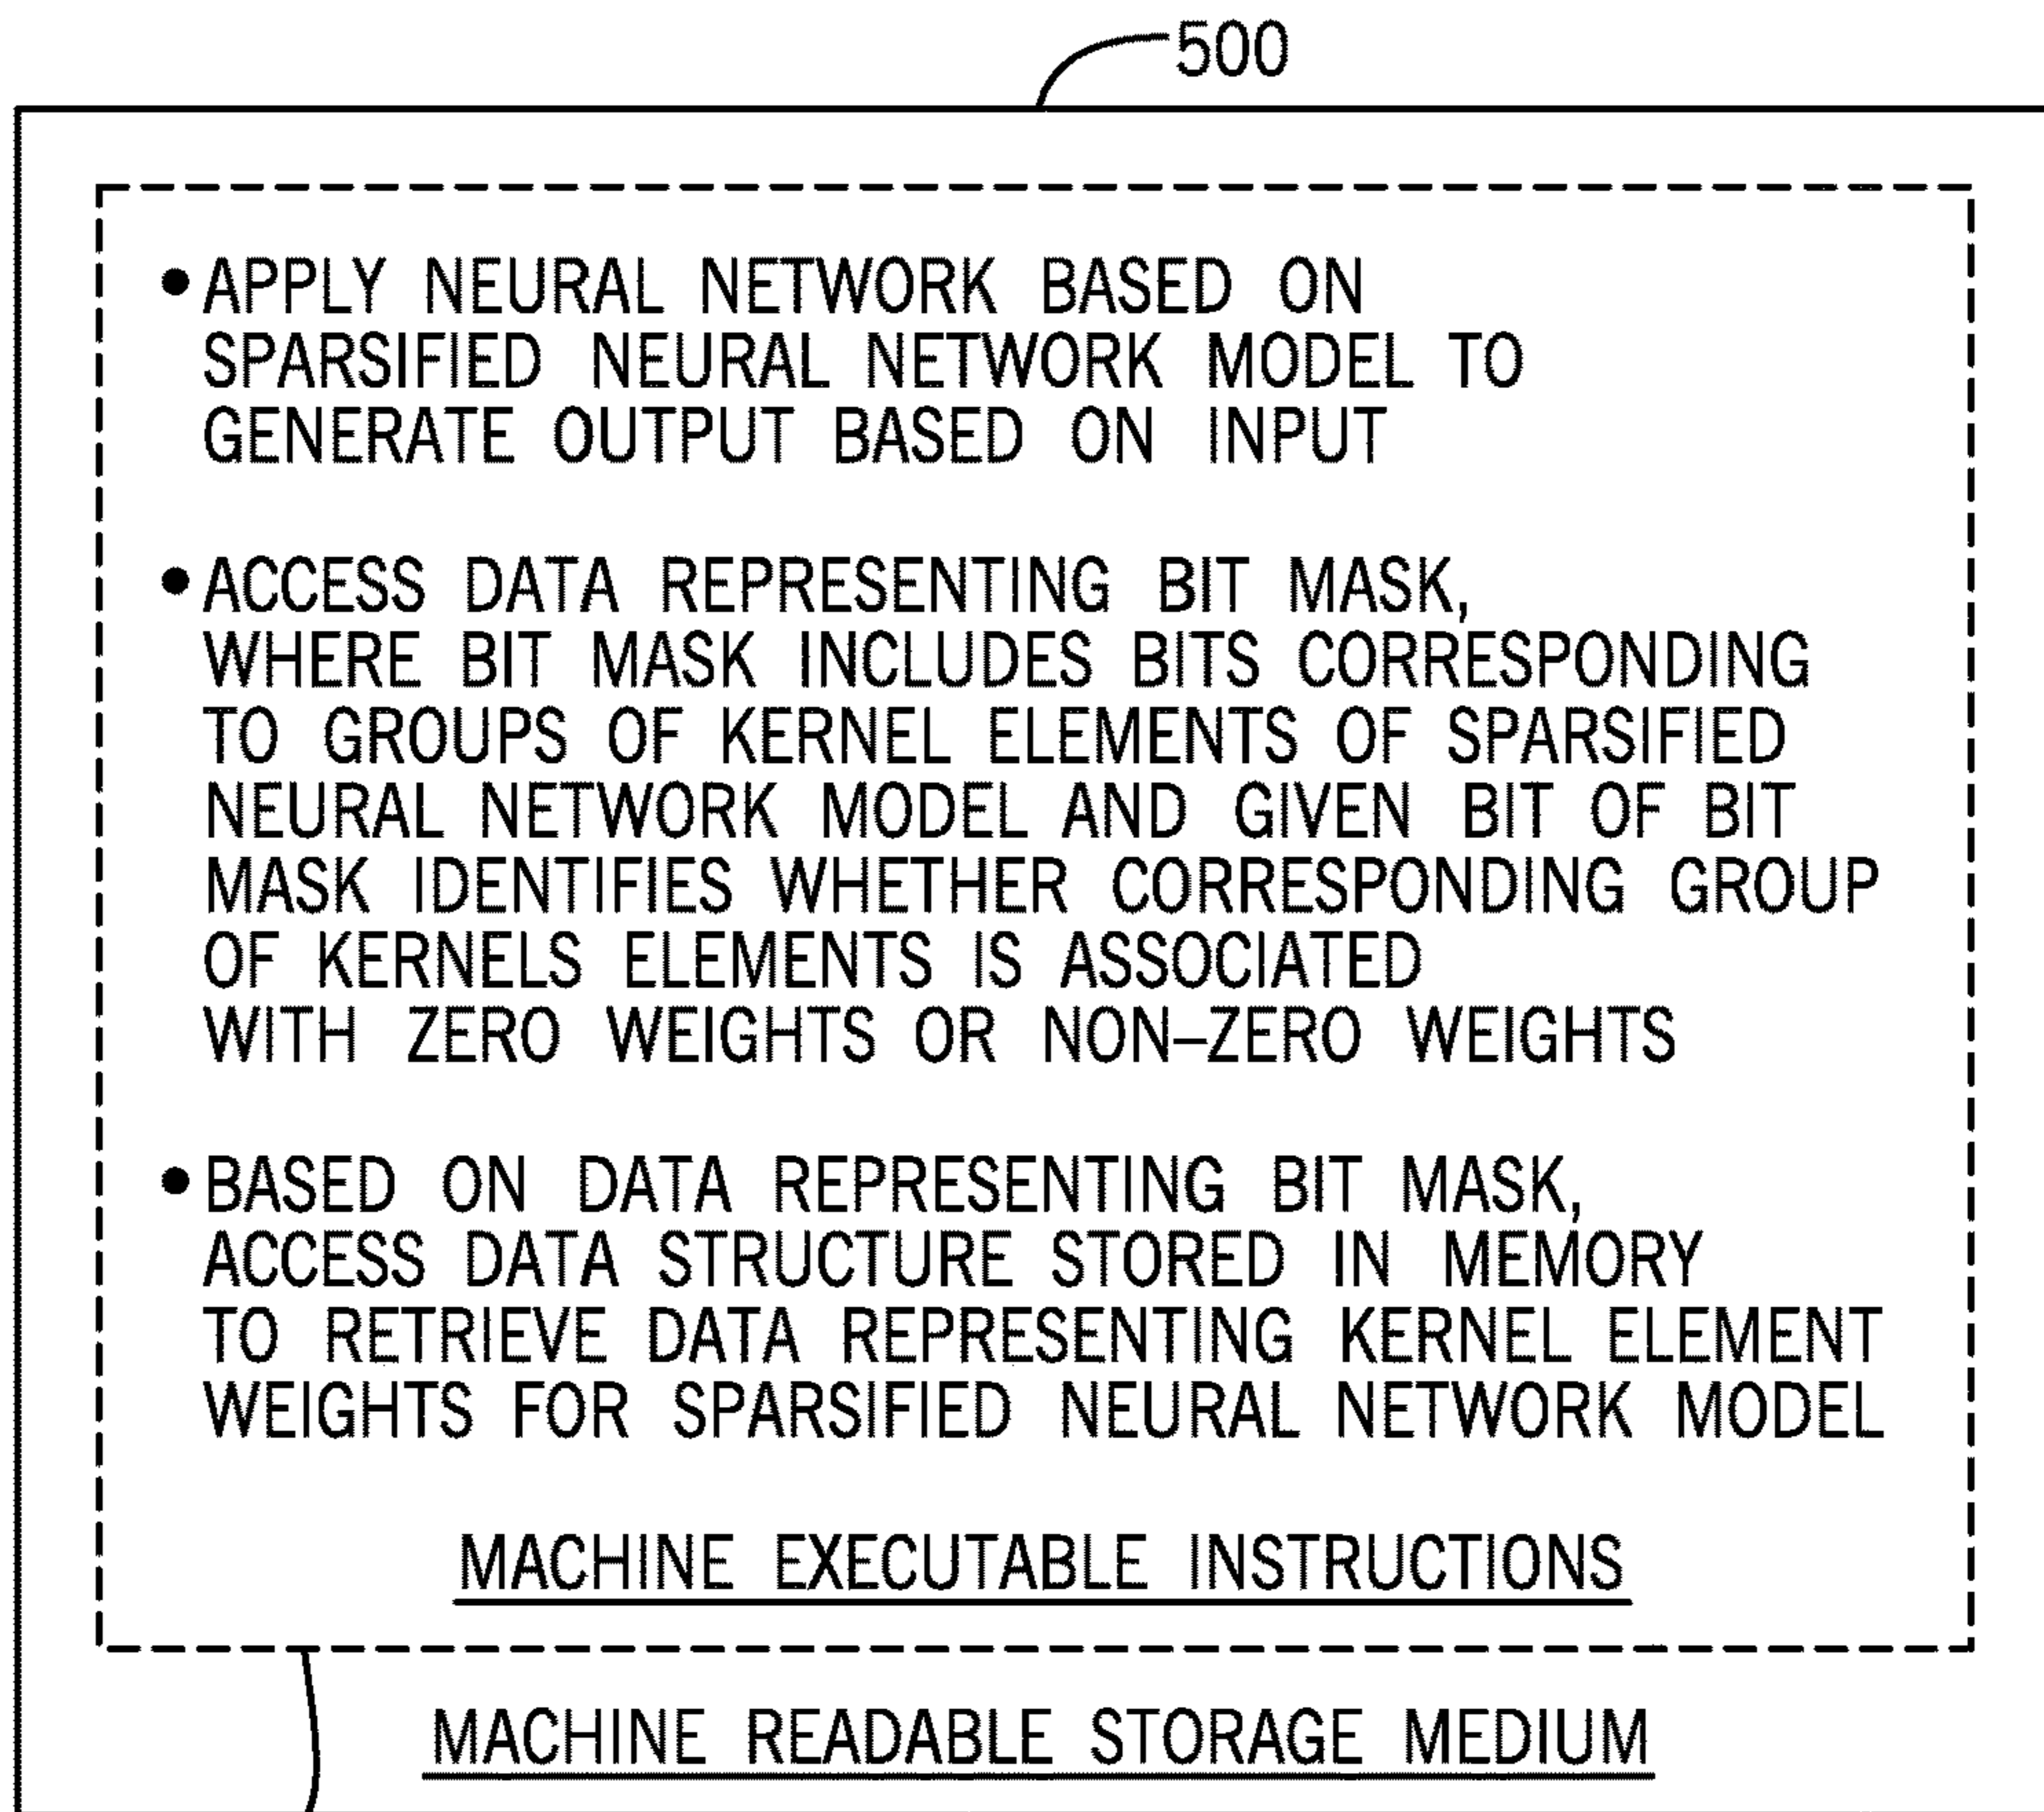 500
• APPLY NEURAL NETWORK BASED ON
SPARSIFIED NEURAL NETWORK MODEL TO
GENERATE OUTPUT BASED ON INPUT
• ACCESS DATA REPRESENTING BIT MASK,
WHERE BIT MASK INCLUDES BITS CORRESPONDING
TO GROUPS OF KERNEL ELEMENTS OF SPARSIFIED
NEURAL NETWORK MODEL AND GIVEN BIT OF BIT
MASK IDENTIFIES WHETHER CORRESPONDING GROUP
OF KERNELS ELEMENTS IS ASSOCIATED
WITH ZERO WEIGHTS OR NON–ZERO WEIGHTS
• BASED ON DATA REPRESENTING BIT MASK,
ACCESS DATA STRUCTURE STORED IN MEMORY
TO RETRIEVE DATA REPRESENTING KERNEL ELEMENT
WEIGHTS FOR SPARSIFIED NEURAL NETWORK MODEL
MACHINE EXECUTABLE INSTRUCTIONS
MACHINE READABLE STORAGE MEDIUM